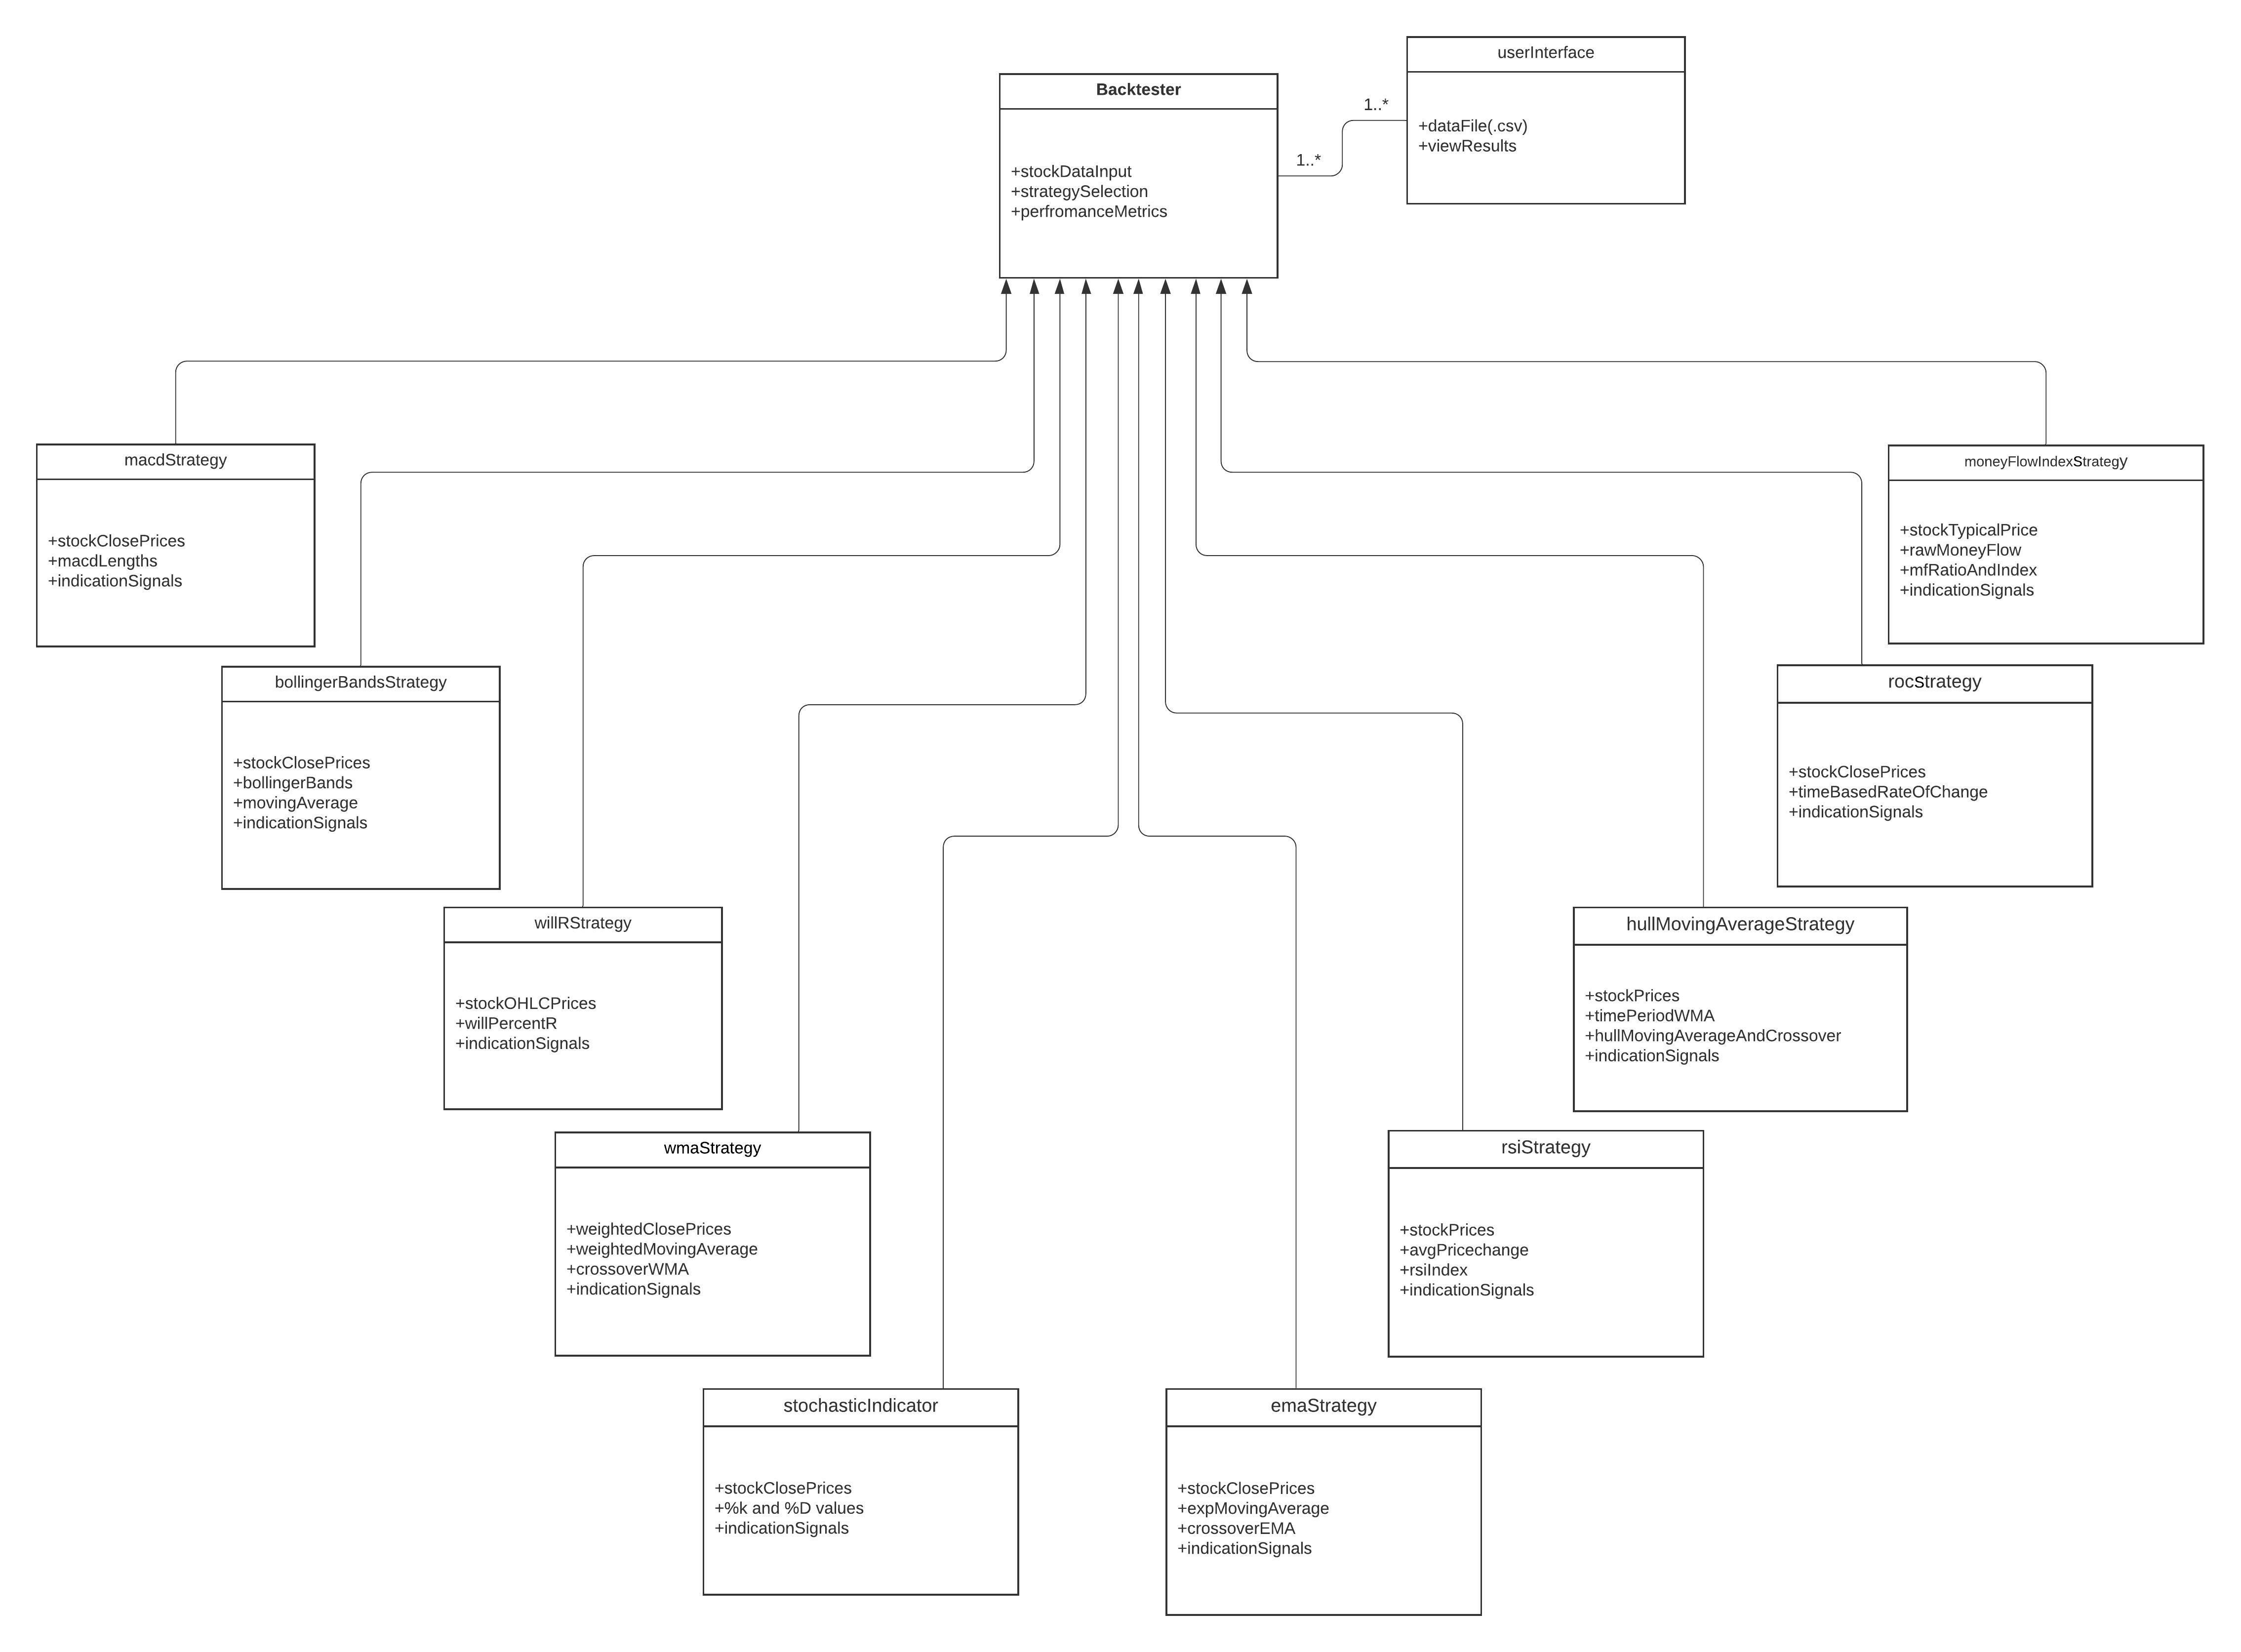 userInterface
+dataFile(.csv)
+viewResults
1..*
1..*
Backtester
+stockDataInput
+strategySelection
+perfromanceMetrics
macdStrategy
+stockClosePrices
+macdLengths
+indicationSignals
moneyFlowIndexstrategy
+stockTypicalPrice
+rawMoneyFlow
+mfRatioAndIndex
+indicationSignals
bollingerBandsStrategy
+stockClosePrices
+bollingerBands
+movingAverage
+indicationSignals
rocstrategy
+stockClosePrices
+timeBasedRateOfChange
+indicationSignals
willRStrategy
+stockOHLCPrices
+willPercentR
+indicationSignals
hullMovingAverageStrategy
+stockPrices
+timePeriodWMA
+hullMovingAverageAndCrossover
+indicationSignals
wmaStrategy
+weightedClosePrices
+weightedMovingAverage
+crossoverWMA
+indicationSignals
rsiStrategy
+stockPrices
+avgPricechange
+rsiIndex
+indicationSignals
stochasticIndicator
+stockClosePrices
+%k and %D values
+indicationSignals
emaStrategy
+stockClosePrices
+expMovingAverage
+crossoverEMA
+indicationSignals